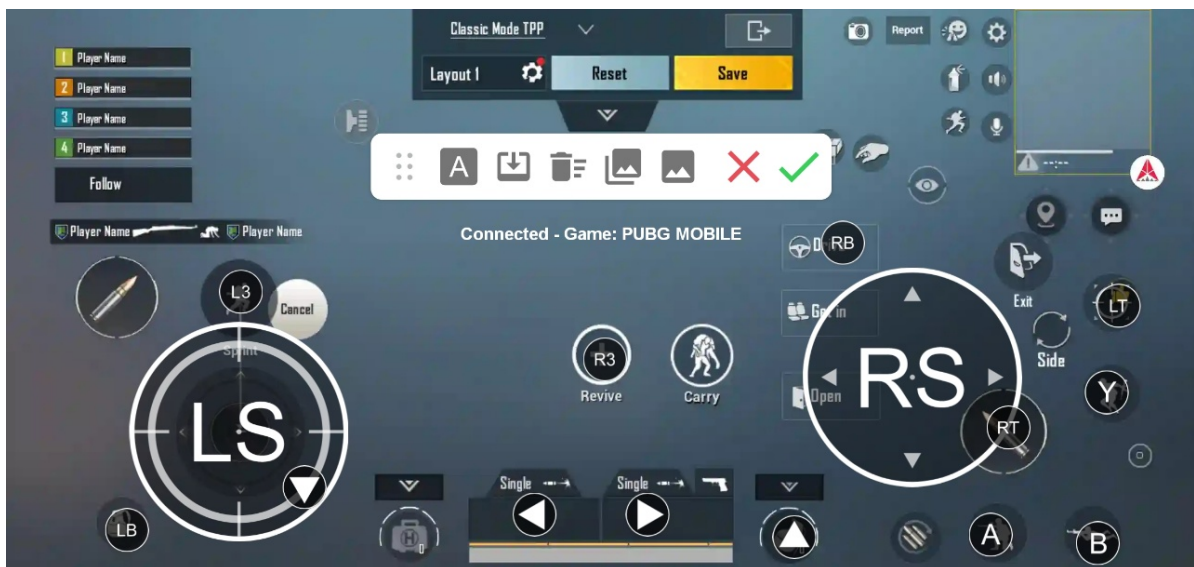 Classic Mode TPP
Layout 1
Reset
Save
Report
1 Player Name
2 Player Name
3 Player Name
4 Player Name
Follow
A
Player Name
Player Name
Connected - Game: PUBG MOBILE
RB
L3
Cancel
Sprint
Get in
Exit
LT
Side
R3
Revive
Carry
LS
RS
Open
Y
RT
Single
Single
LB
H
0
0
A
B